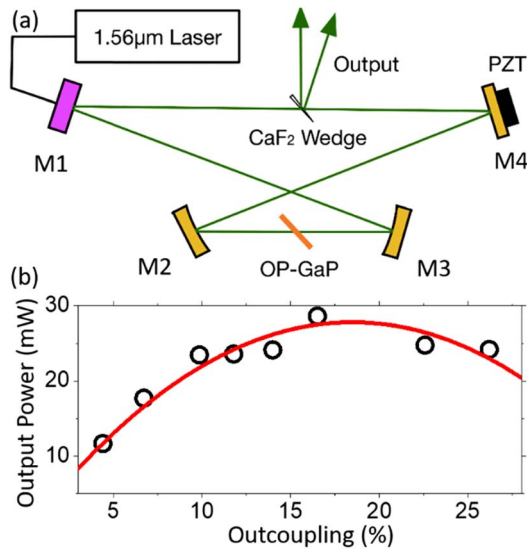 (a)
1.56µm Laser
Output
PZT
CaF₂ Wedge
M1
M4
M2
OP-GaP
M3
(b)
30
20
10
Output Power (mW)
5
10
15
20
25
Outcoupling (%)